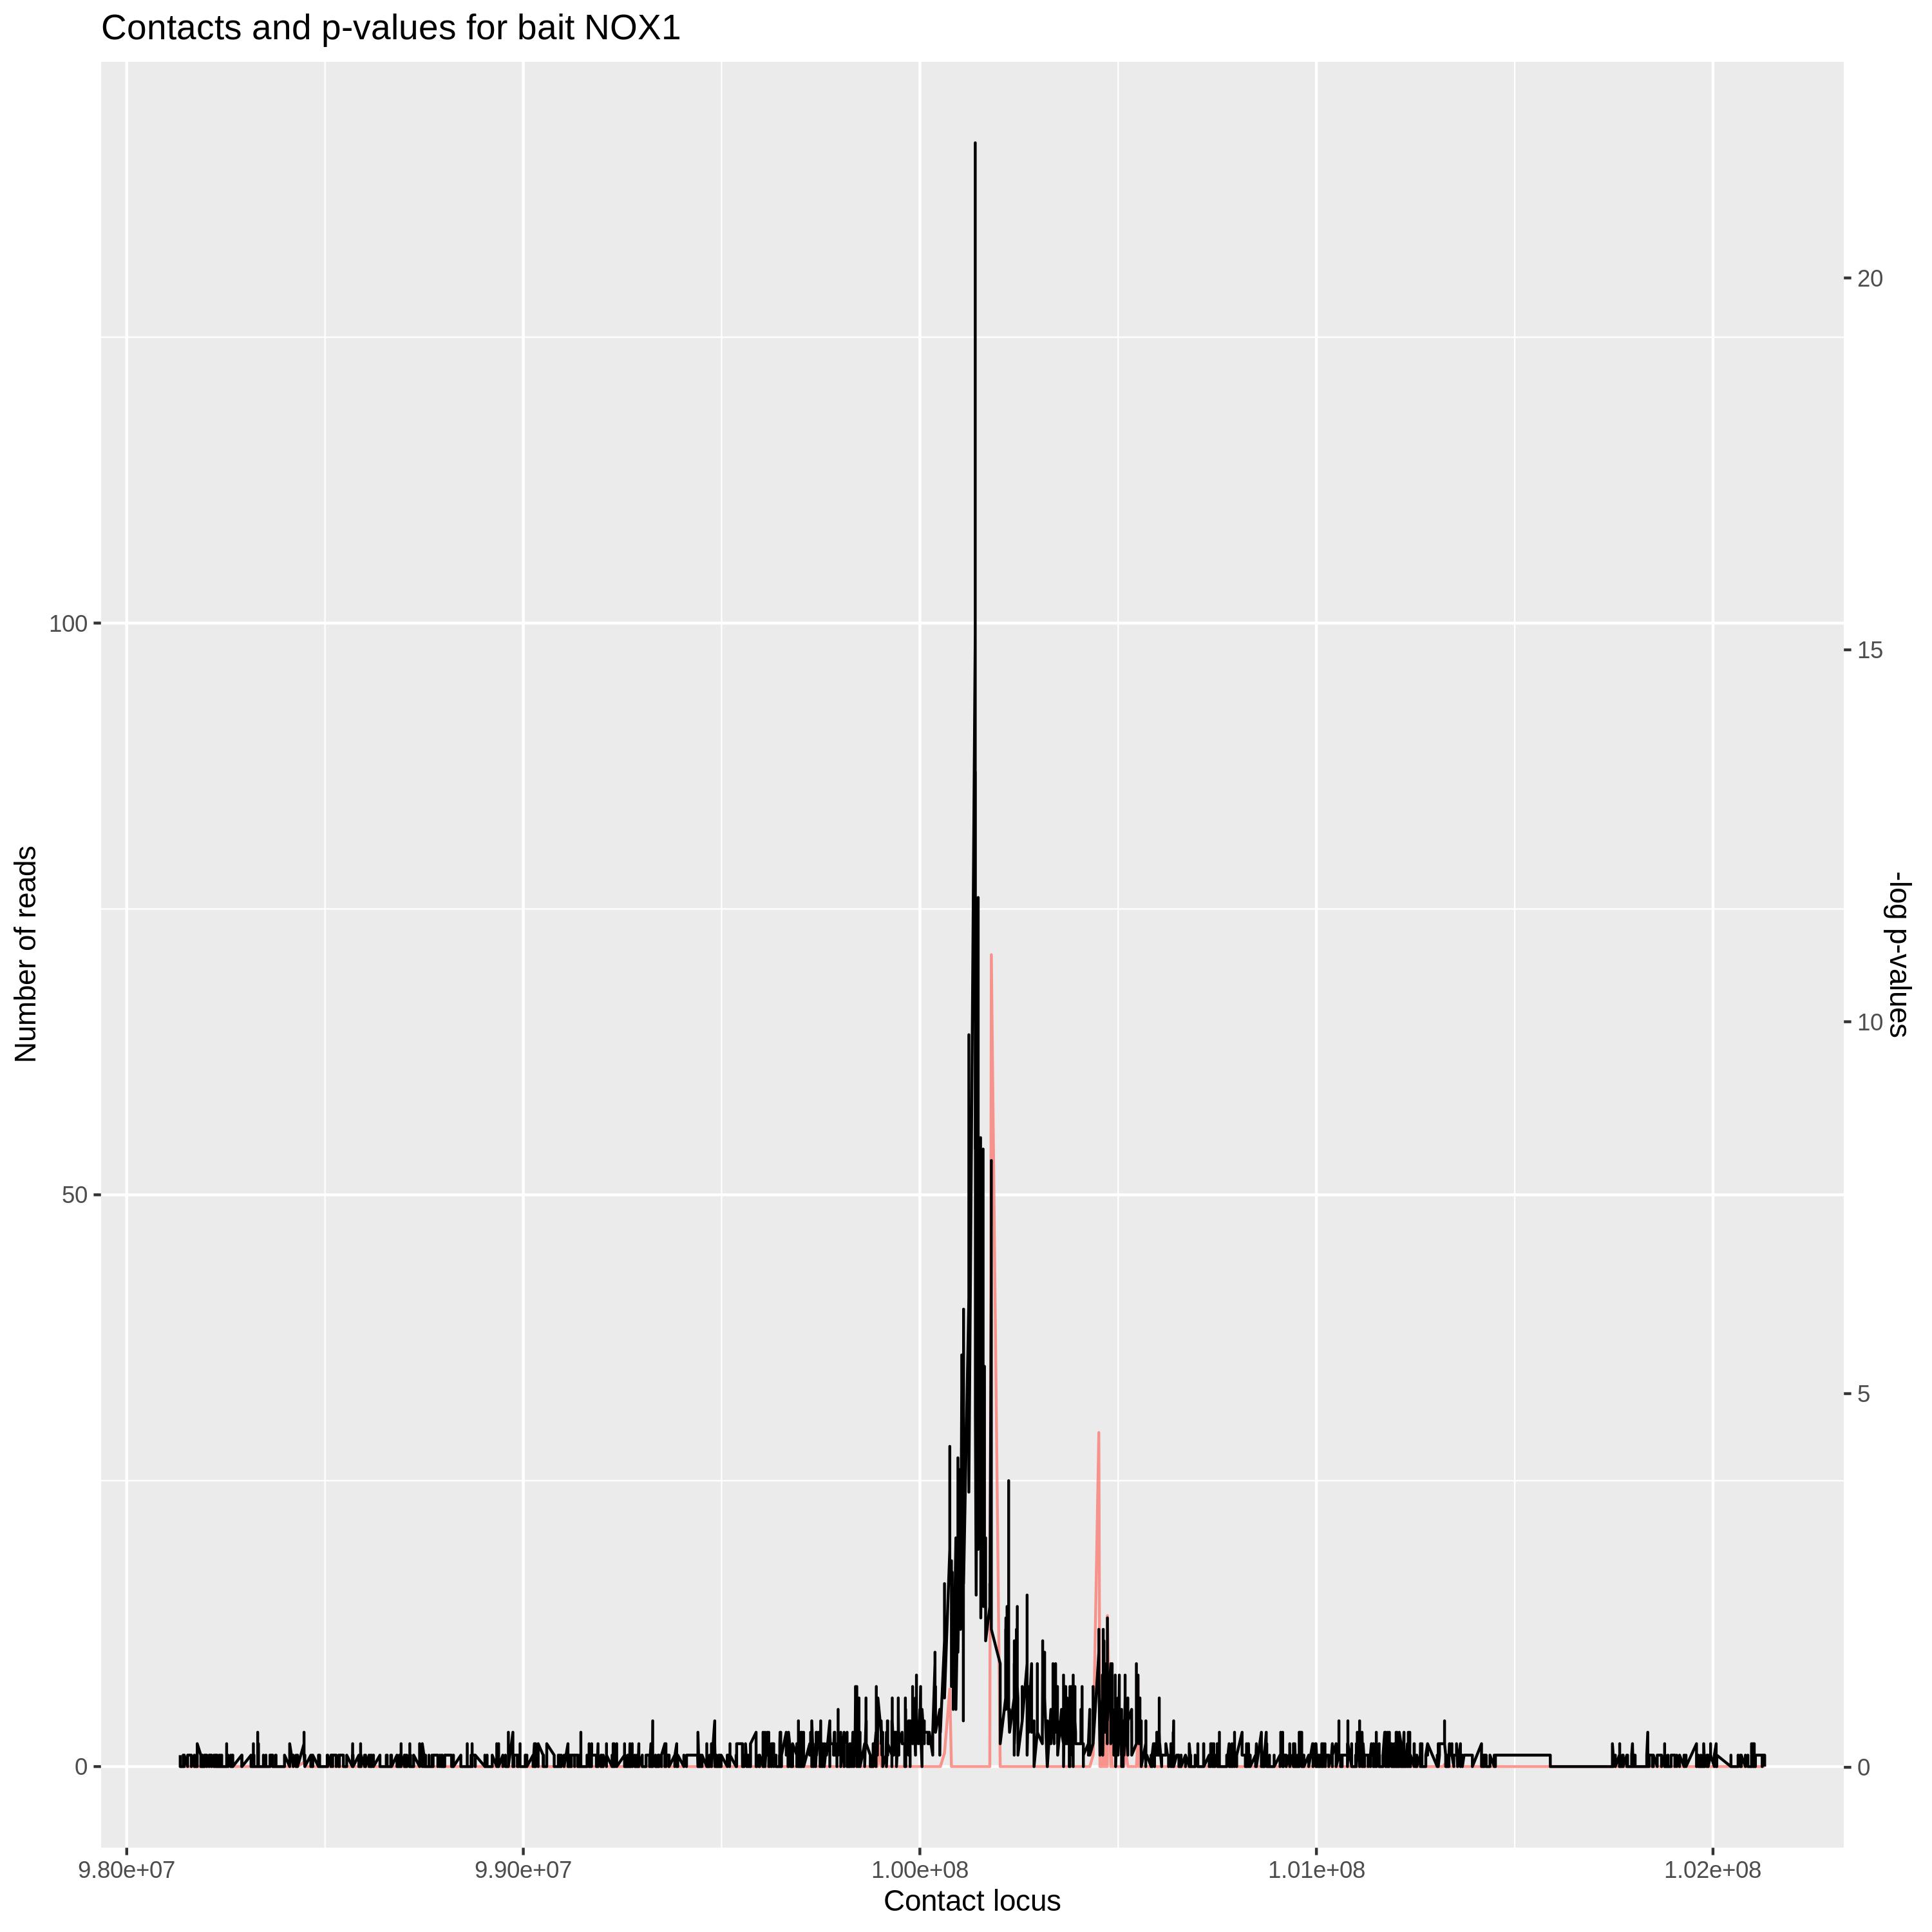 Contacts and p-values for bait NOX1
Number of reads
100
50
0
20
15
10
5
0
-log p-values
9.80e+07
9.90e+07
1.00e+08
1.01e+08
1.02e+08
Contact locus